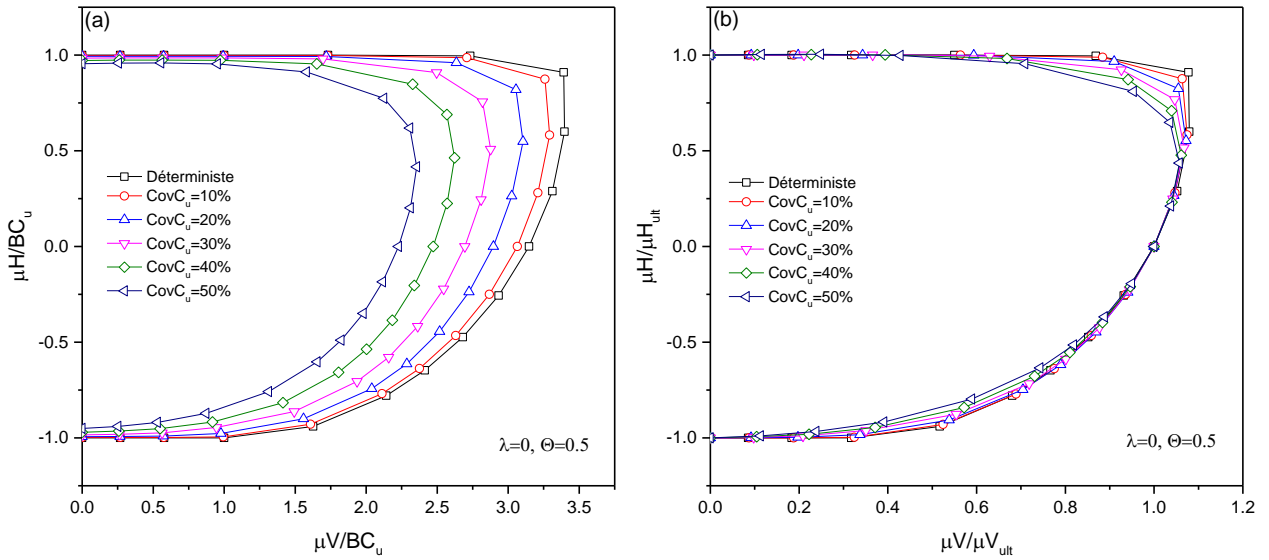 (a)
1.0
0.5
0.0
-0.5
-1.0
μH/BCu
Déterministe
CovCu=10%
CovCu=20%
CovCu=30%
CovCu=40%
CovCu=50%
λ=0, Θ=0.5
0.0 0.5 1.0 1.5 2.0 2.5 3.0 3.5 4.0
μV/BCu
(b)
1.0
0.5
0.0
-0.5
-1.0
μH/μHult
Déterministe
CovCu=10%
CovCu=20%
CovCu=30%
CovCu=40%
CovCu=50%
λ=0, Θ=0.5
0.0 0.2 0.4 0.6 0.8 1.0 1.2
μV/μVult